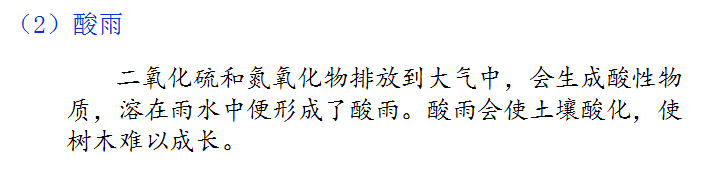 （2）酸雨
二氧化硫和氮氧化物排放到大气中，会生成酸性物
质，溶在雨水中便形成了酸雨。酸雨会使土壤酸化，使
树木难以成长。